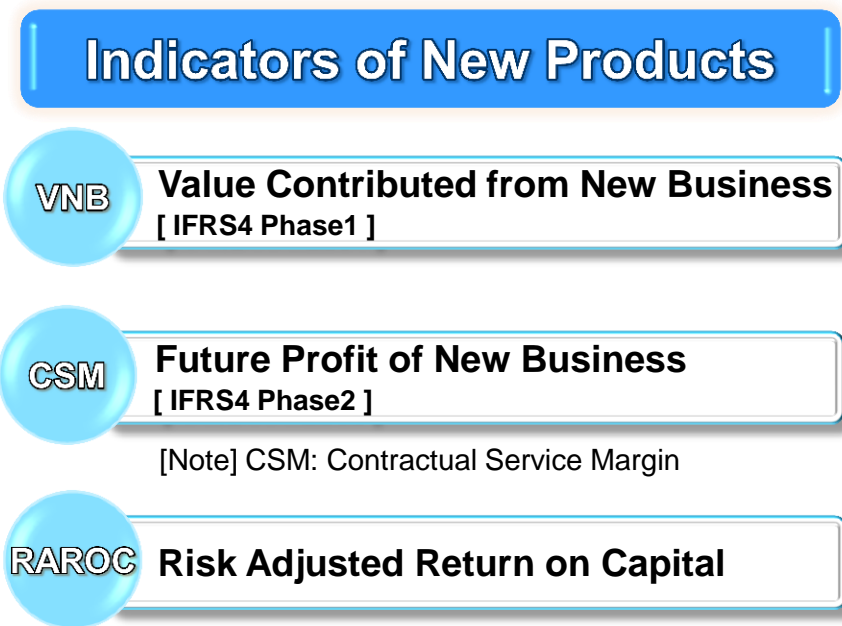 Indicators of New Products
VNB
Value Contributed from New Business
[ IFRS4 Phase1 ]
CSM
Future Profit of New Business
[ IFRS4 Phase2 ]
[Note] CSM: Contractual Service Margin
RAROC
Risk Adjusted Return on Capital